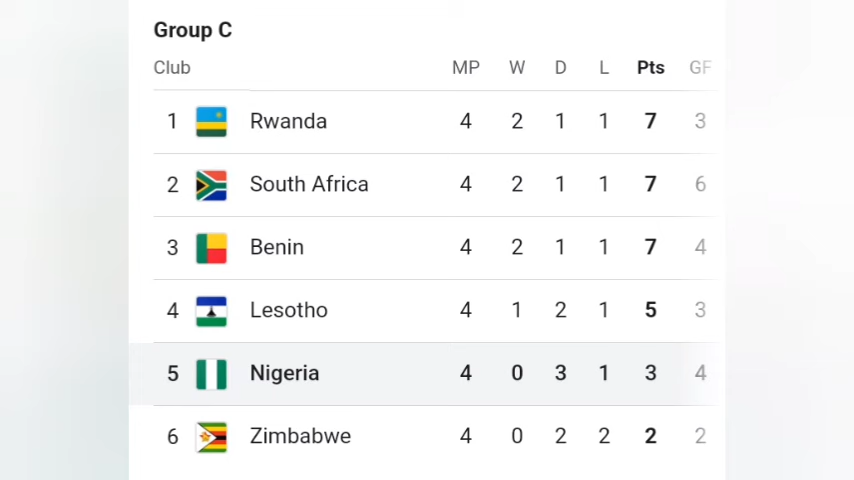 Group C
Club MP W D L Pts GF
1 Rwanda 4 2 1 1 7 3
2 South Africa 4 2 1 1 7 6
3 Benin 4 2 1 1 7 4
4 Lesotho 4 1 2 1 5 3
5 Nigeria 4 0 3 1 3 4
6 Zimbabwe 4 0 2 2 2 2